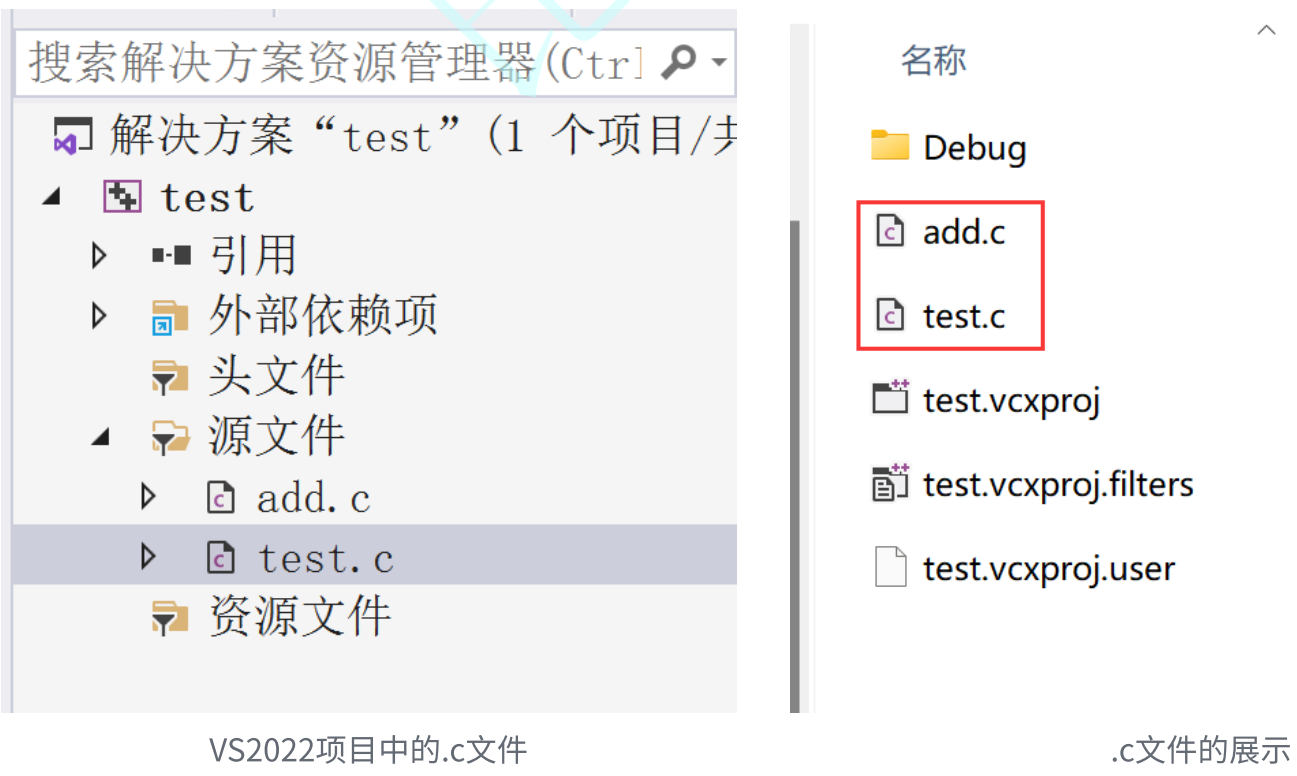 搜索解决方案资源管理器(Ctrl
解决方案“test”(1 个项目/共
test
引用
外部依赖项
头文件
源文件
add.c
test.c
资源文件
VS2022项目中的.c文件
名称
Debug
add.c
test.c
test.vcxproj
test.vcxproj.filters
test.vcxproj.user
.c文件的展示